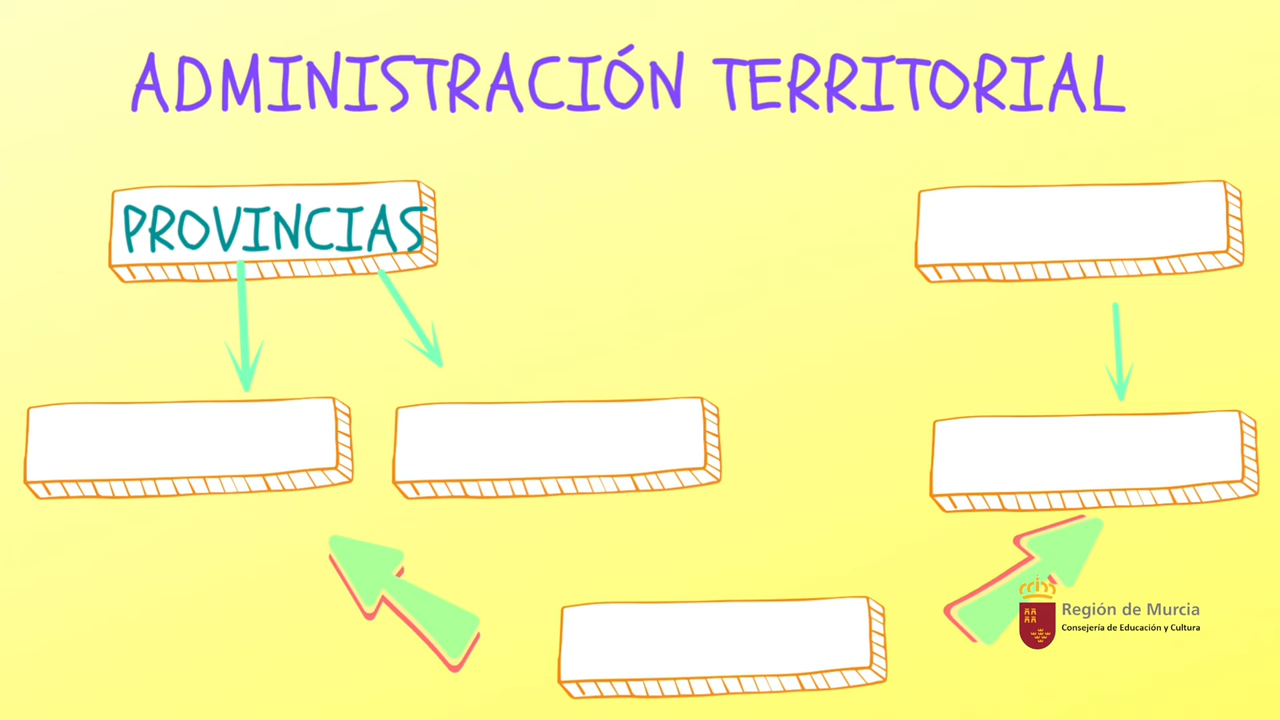 ADMINISTRACIÓN TERRITORIAL
PROVINCIAS
Región de Murcia
Consejería de Educación y Cultura